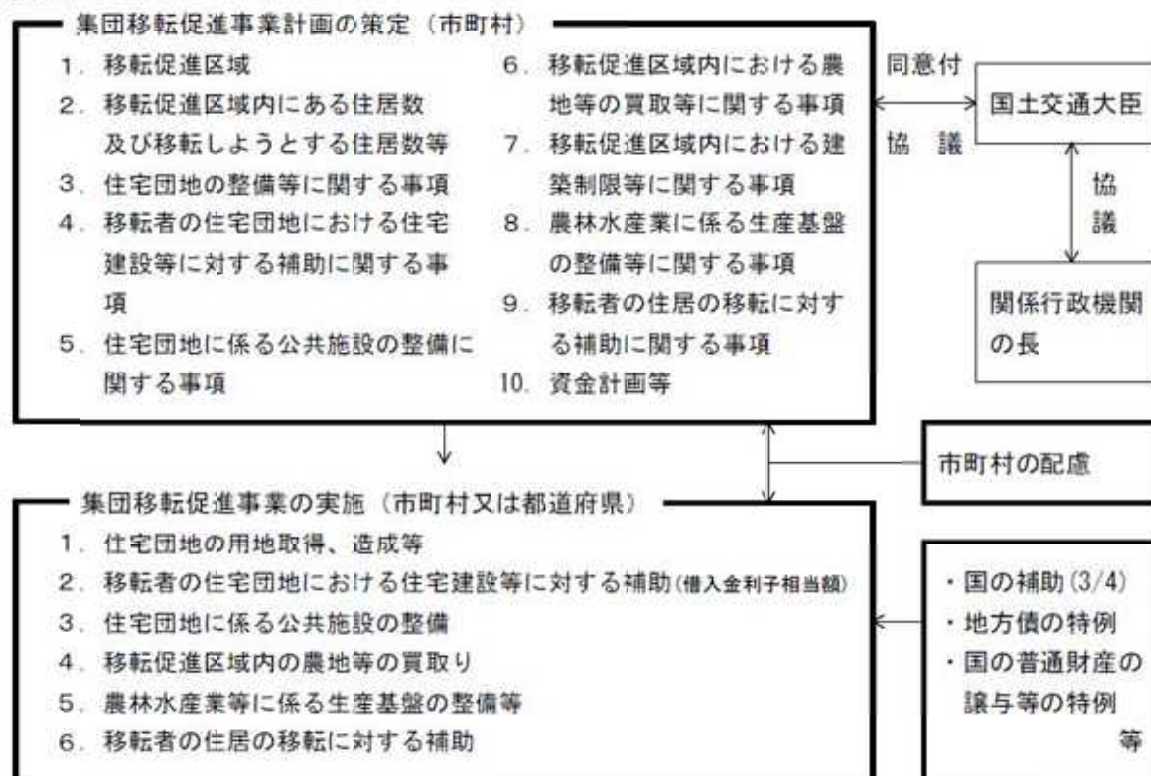 集団移転促進事業計画の策定（市町村）
１．移転促進区域
２．移転促進区域内にある住居数
及び移転しようとする住居数等
３．住宅団地の整備等に関する事項
４．移転者の住宅団地における住宅
建設等に対する補助に関する事
項
５．住宅団地に係る公共施設の整備に
関する事項
６．移転促進区域内における農
地等の買取等に関する事項
７．移転促進区域内における建
築制限等に関する事項
８．農林水産業に係る生産基盤
の整備等に関する事項
９．移転者の住居の移転に対す
る補助に関する事項
10．資金計画等
同意付
協　議
国土交通大臣
協
議
関係行政機関
の長
市町村の配慮
集団移転促進事業の実施（市町村又は都道府県）
１．住宅団地の用地取得、造成等
２．移転者の住宅団地における住宅建設等に対する補助(借入金利子相当額)
３．住宅団地に係る公共施設の整備
４．移転促進区域内の農地等の買取り
５．農林水産業等に係る生産基盤の整備等
６．移転者の住居の移転に対する補助
・国の補助(3/4)
・地方債の特例
・国の普通財産の
譲与等の特例
等